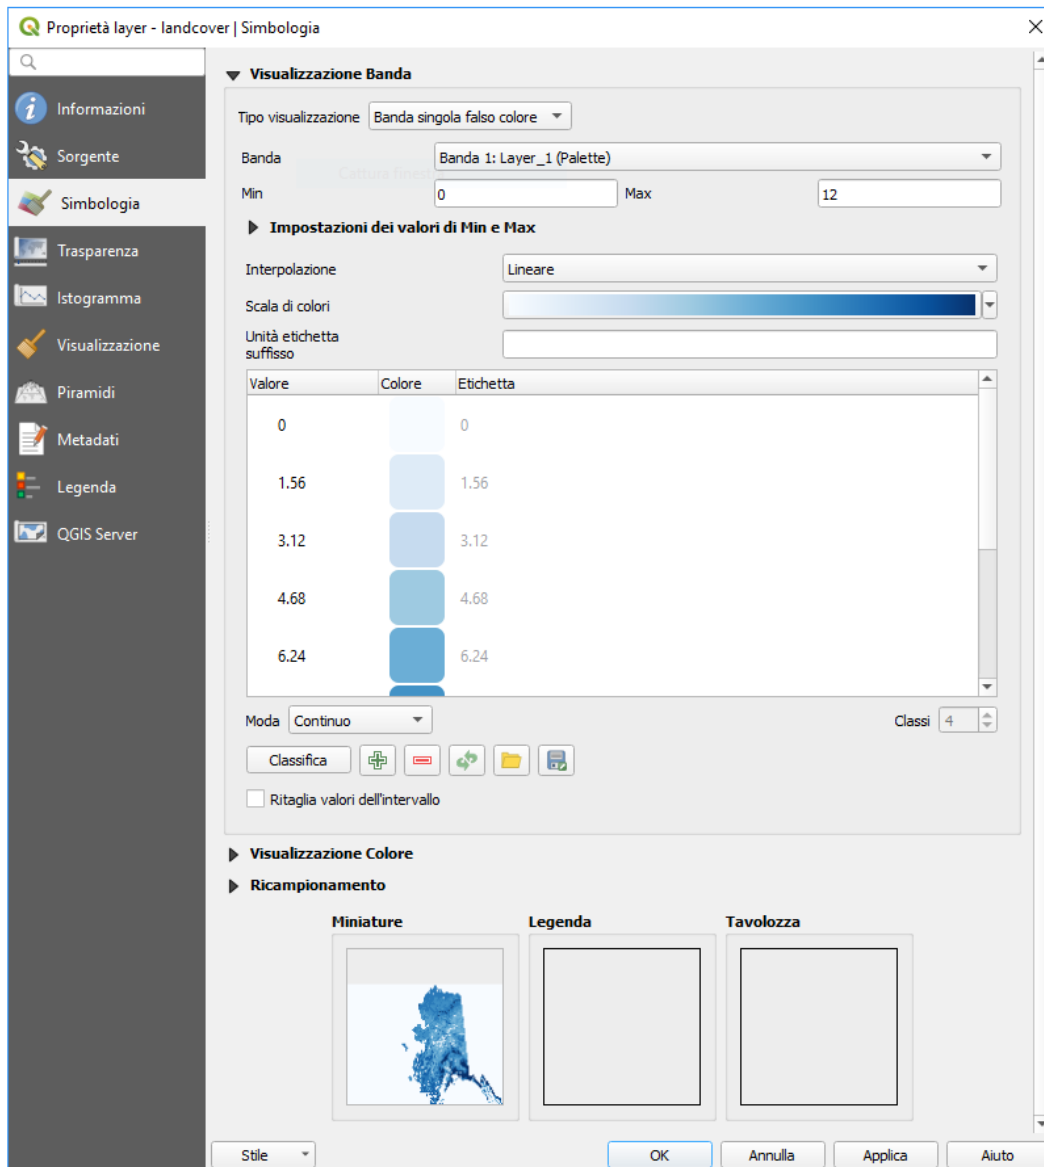 Proprietà layer - landcover | Simbologia
Informazioni
Sorgente
Simbologia
Trasparenza
Istogramma
Visualizzazione
Piramidi
Metadati
Legenda
QGIS Server
Visualizzazione Banda
Tipo visualizzazione Banda singola falso colore
Banda Banda 1: Layer_1 (Palette)
Cattura finestra
Min 0 Max 12
Impostazioni dei valori di Min e Max
Interpolazione Lineare
Scala di colori
Unità etichetta
suffisso
Valore Colore Etichetta
0 0
1.56 1.56
3.12 3.12
4.68 4.68
6.24 6.24
Moda Continuo Classi 4
Classifica
Ritaglia valori dell'intervallo
Visualizzazione Colore
Ricampionamento
Miniature Legenda Tavolozza
Stile OK Annulla Applica Aiuto